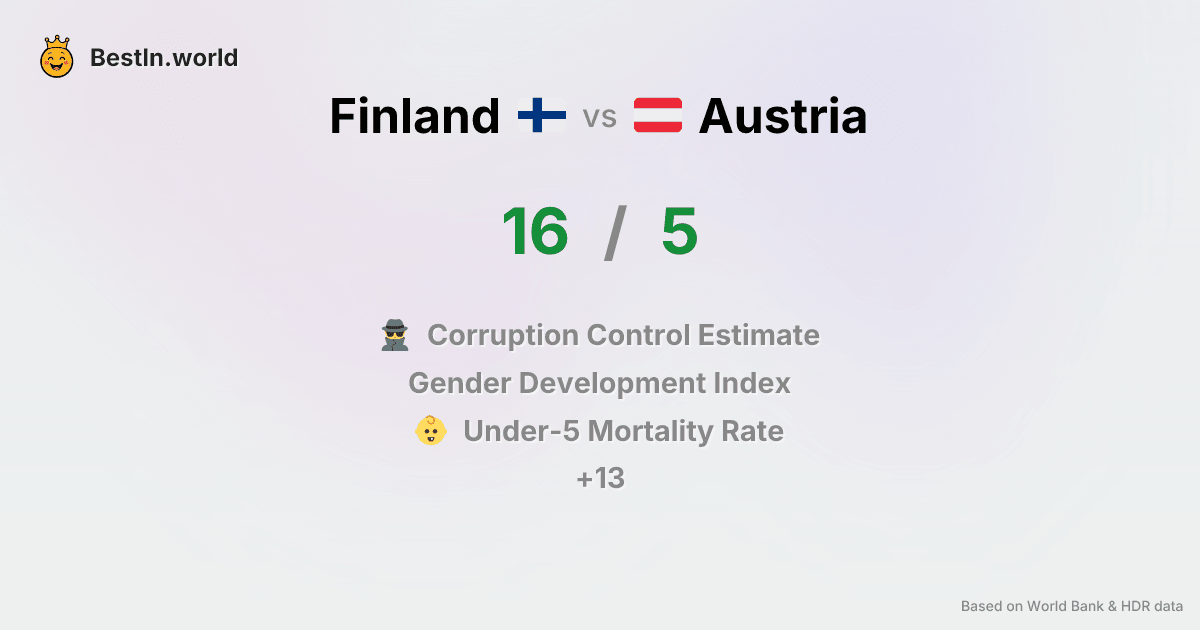 BestIn.world
Finland vs Austria
16 / 5
Corruption Control Estimate
Gender Development Index
Under-5 Mortality Rate
+13
Based on World Bank & HDR data